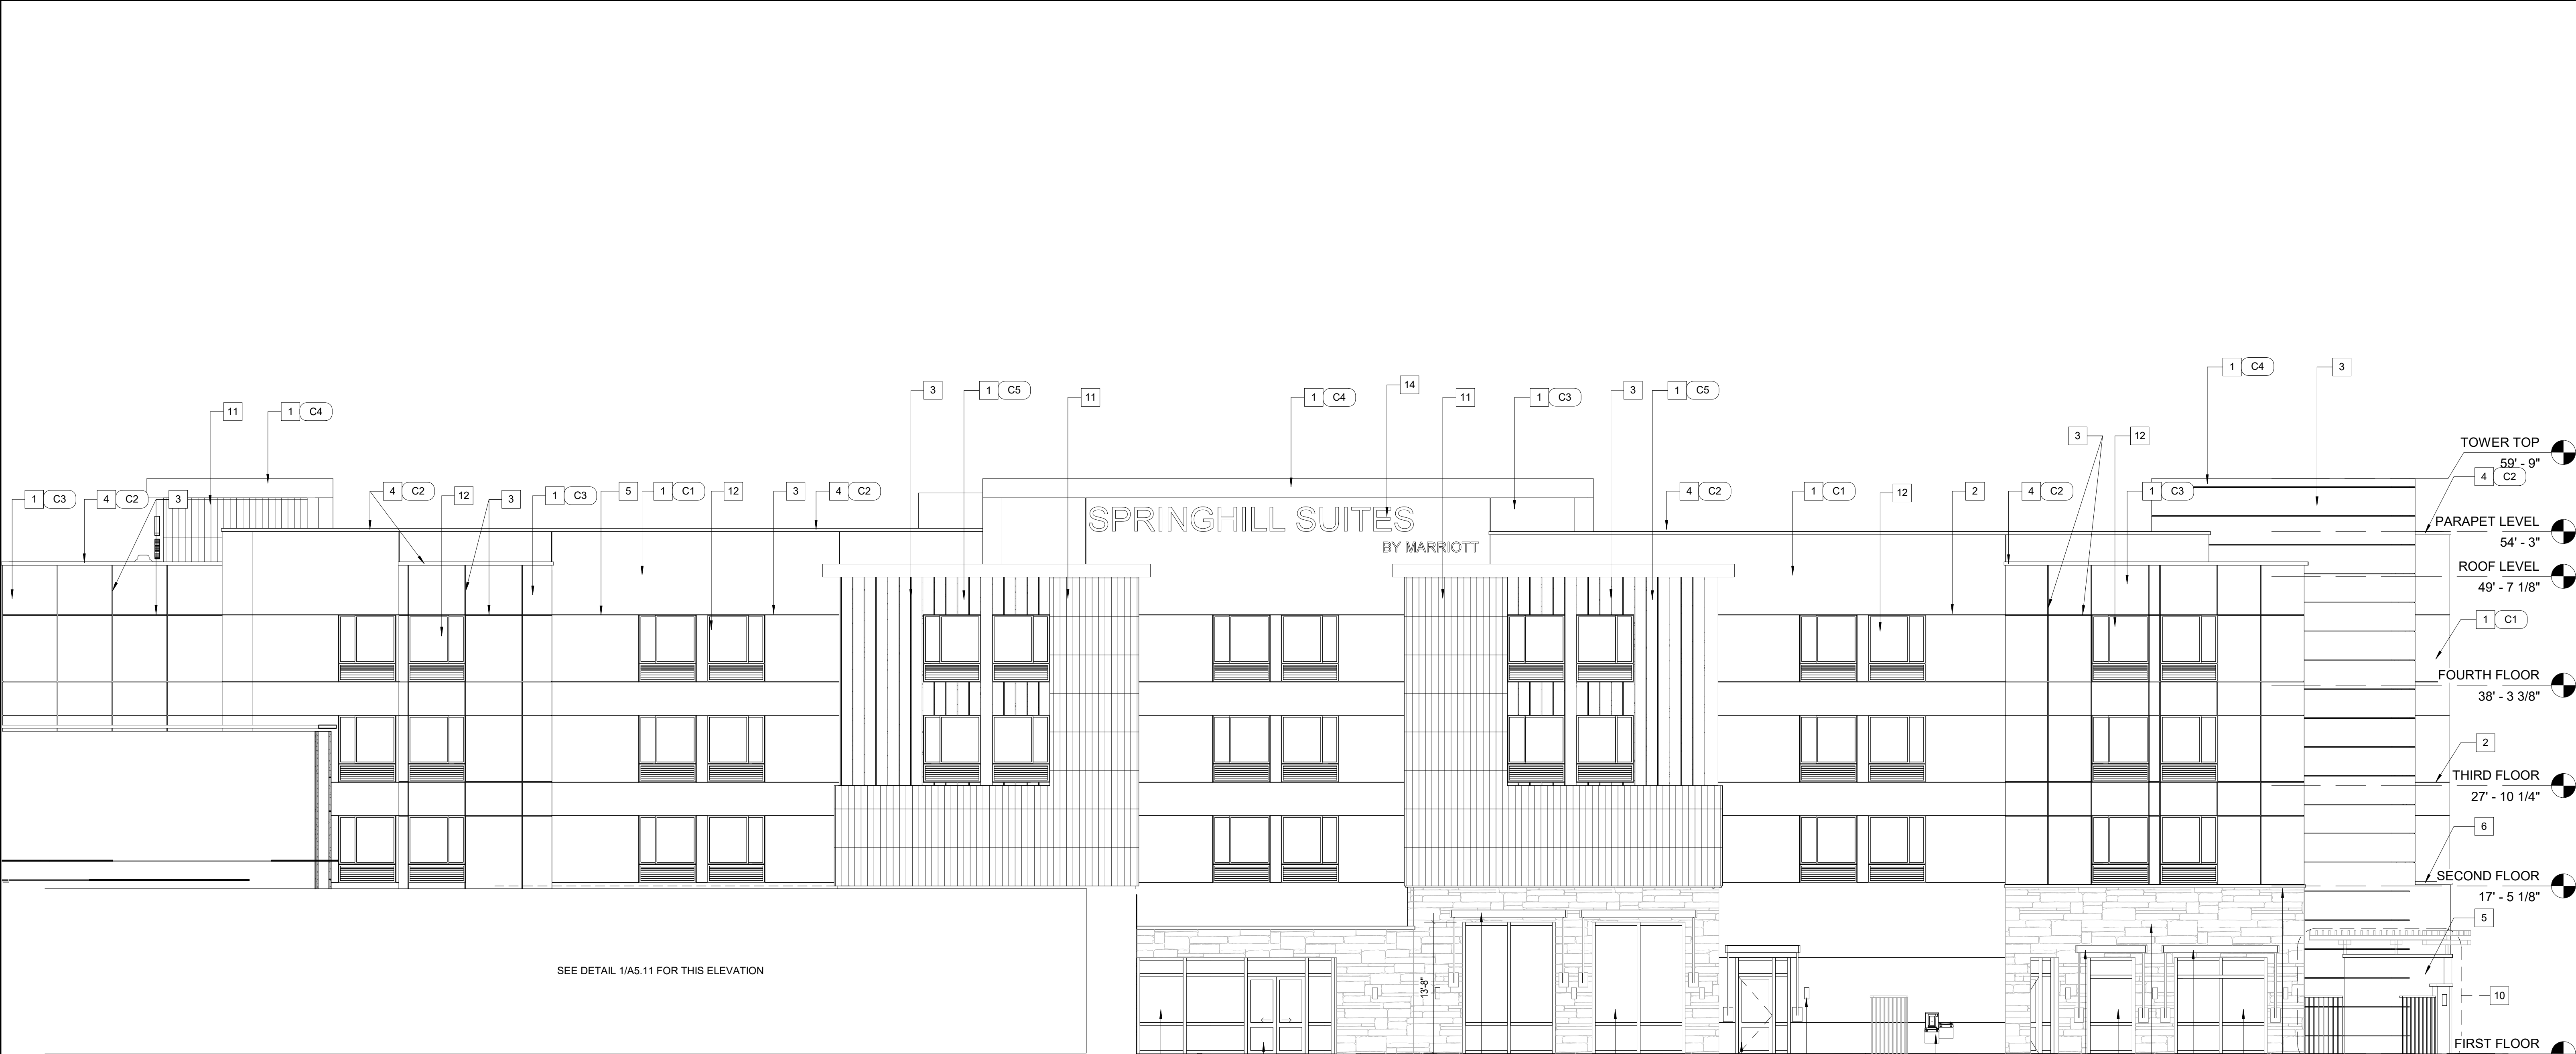 1 C4
3
14
3
1 C5
11
1 C4
11
1 C3
3
1 C5
11
1 C4
3
12
TOWER TOP
59' - 9"
4 C2
1 C3
4 C2
3
4 C2
12
3
1 C3
5
1 C1
12
3
4 C2
4 C2
1 C1
12
2
4 C2
1 C3
SPRINGHILL SUITES
BY MARRIOTT
PARAPET LEVEL
54' - 3"
ROOF LEVEL
49' - 7 1/8"
1 C1
FOURTH FLOOR
38' - 3 3/8"
2
THIRD FLOOR
27' - 10 1/4"
6
SECOND FLOOR
17' - 5 1/8"
5
SEE DETAIL 1/A5.11 FOR THIS ELEVATION
13'-8"
10
FIRST FLOOR